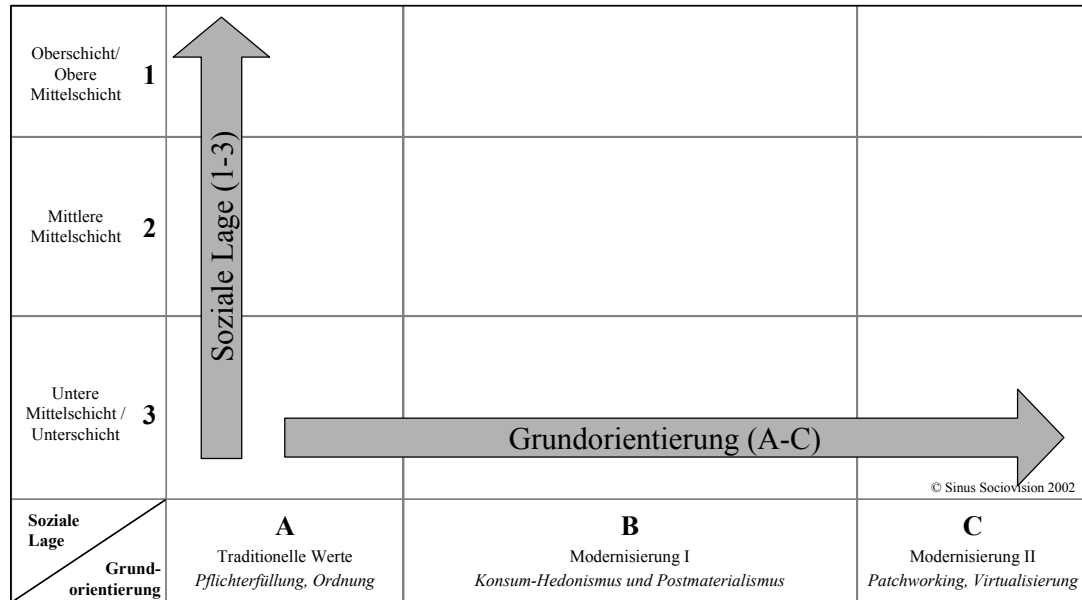 Oberschicht/
Obere
Mittelschicht
1
Mittlere
Mittelschicht
2
Untere
Mittelschicht /
Unterschicht
3
Soziale Lage (1-3)
Grundorientierung (A-C)
© Sinus Sociovision 2002
Soziale
Lage
Grund-
orientierung
A
Traditionelle Werte
Pflichterfüllung, Ordnung
B
Modernisierung I
Konsum-Hedonismus und Postmaterialismus
C
Modernisierung II
Patchworking, Virtualisierung